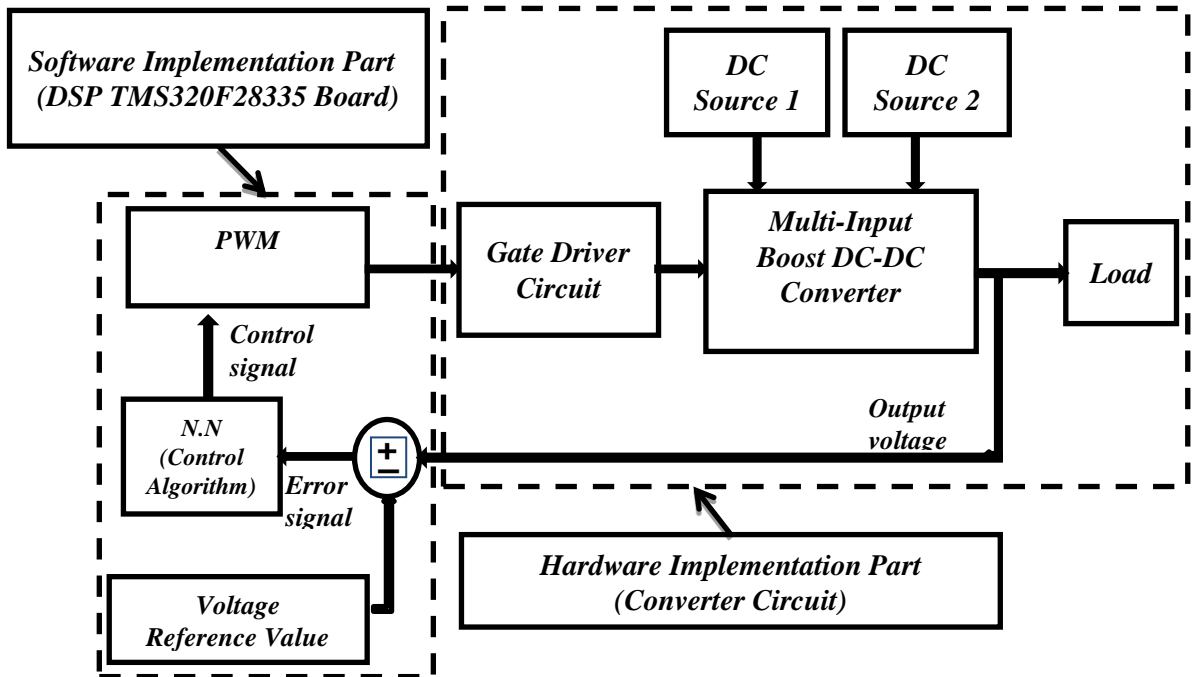 Software Implementation Part
(DSP TMS320F28335 Board)
DC
Source 1
DC
Source 2
PWM
Gate Driver
Circuit
Multi-Input
Boost DC-DC
Converter
Load
Control
signal
N.N
(Control
Algorithm)
Error
signal
+
−
Output
voltage
Voltage
Reference Value
Hardware Implementation Part
(Converter Circuit)